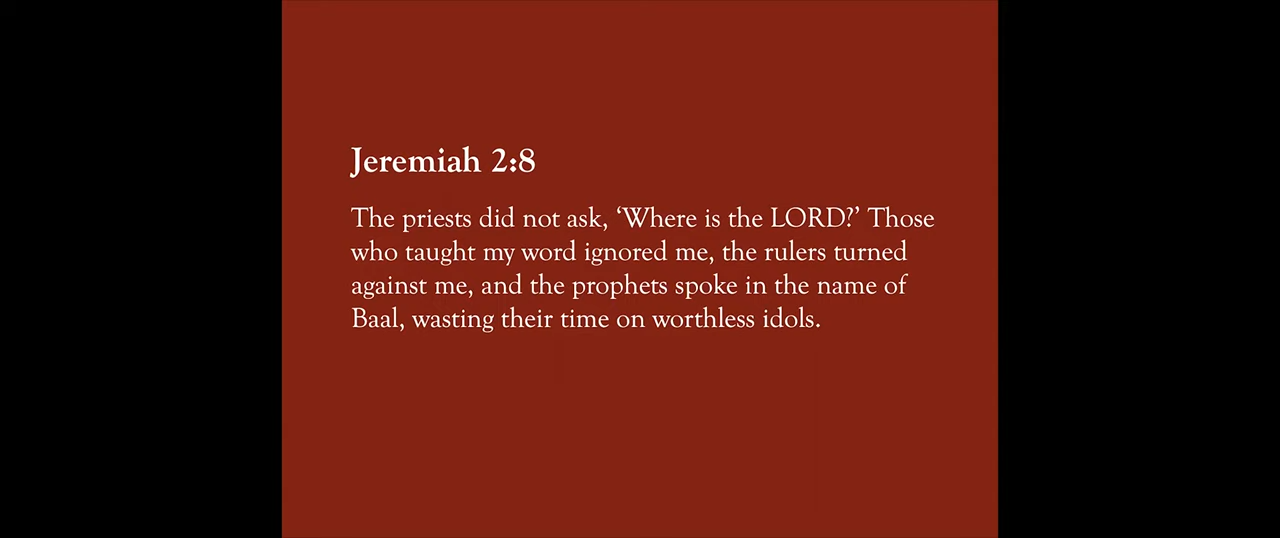 Jeremiah 2:8
The priests did not ask, ‘Where is the LORD?’ Those
who taught my word ignored me, the rulers turned
against me, and the prophets spoke in the name of
Baal, wasting their time on worthless idols.